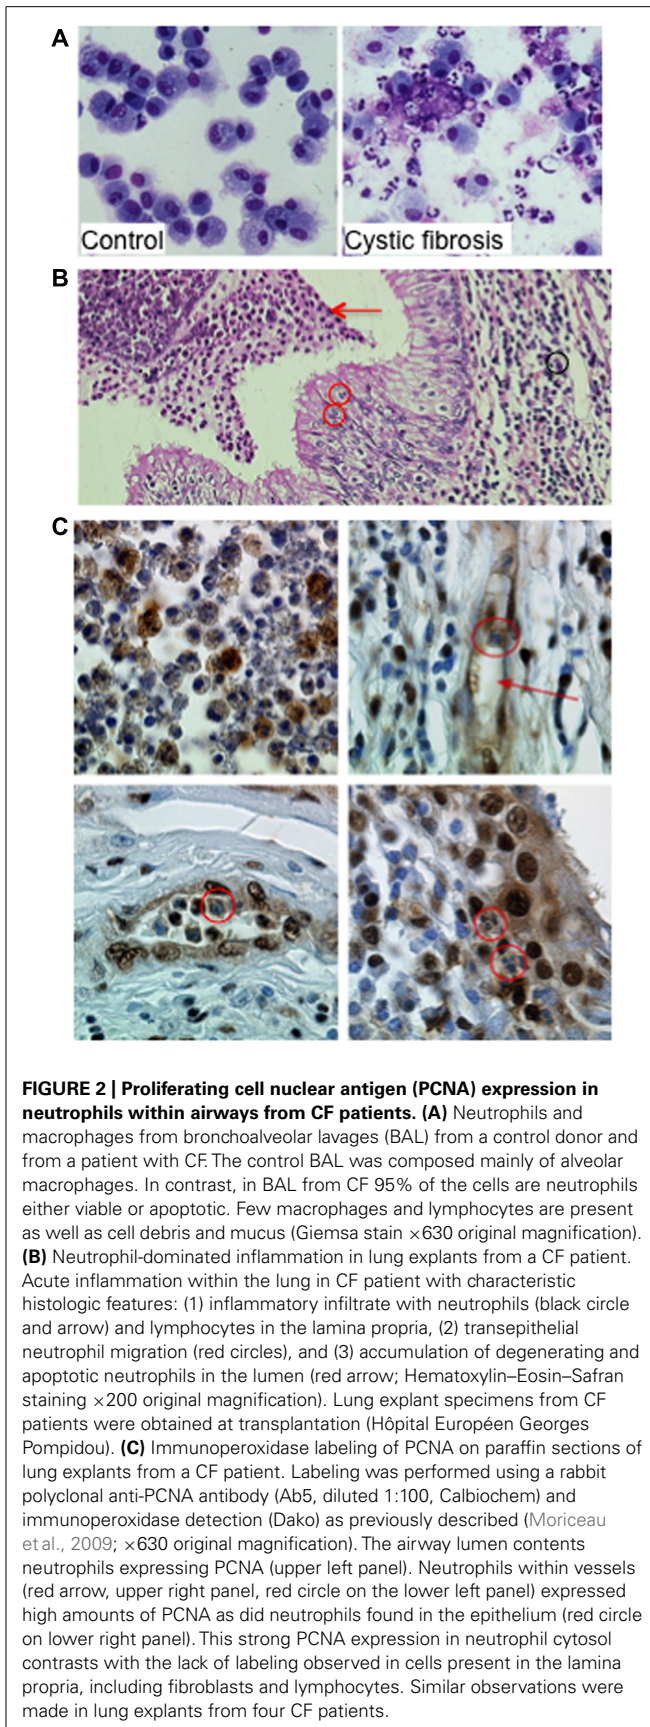 A
Control
Cystic fibrosis
B
C
FIGURE 2 | Proliferating cell nuclear antigen (PCNA) expression in
neutrophils within airways from CF patients. (A) Neutrophils and
macrophages from bronchoalveolar lavages (BAL) from a control donor and
from a patient with CF. The control BAL was composed mainly of alveolar
macrophages. In contrast, in BAL from CF 95% of the cells are neutrophils
either viable or apoptotic. Few macrophages and lymphocytes are present
as well as cell debris and mucus (Giemsa stain ×630 original magnification).
(B) Neutrophil-dominated inflammation in lung explants from a CF patient.
Acute inflammation within the lung in CF patient with characteristic
histologic features: (1) inflammatory infiltrate with neutrophils (black circle
and arrow) and lymphocytes in the lamina propria, (2) transepithelial
neutrophil migration (red circles), and (3) accumulation of degenerating and
apoptotic neutrophils in the lumen (red arrow; Hematoxylin–Eosin–Safran
staining ×200 original magnification). Lung explant specimens from CF
patients were obtained at transplantation (Hôpital Européen Georges
Pompidou). (C) Immunoperoxidase labeling of PCNA on paraffin sections of
lung explants from a CF patient. Labeling was performed using a rabbit
polyclonal anti-PCNA antibody (Ab5, diluted 1:100, Calbiochem) and
immunoperoxidase detection (Dako) as previously described (Moriceau
et al., 2009; ×630 original magnification). The airway lumen contents
neutrophils expressing PCNA (upper left panel). Neutrophils within vessels
(red arrow, upper right panel, red circle on the lower left panel) expressed
high amounts of PCNA as did neutrophils found in the epithelium (red circle
on lower right panel). This strong PCNA expression in neutrophil cytosol
contrasts with the lack of labeling observed in cells present in the lamina
propria, including fibroblasts and lymphocytes. Similar observations were
made in lung explants from four CF patients.